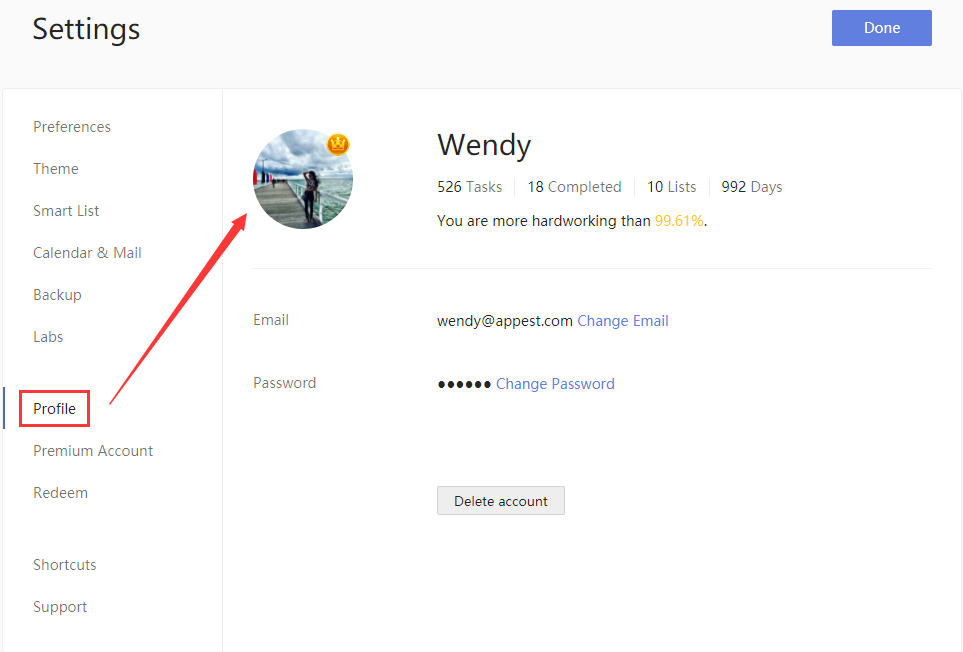 Settings
Done
Preferences
Theme
Smart List
Calendar & Mail
Backup
Labs
Profile
Premium Account
Redeem
Shortcuts
Support
Wendy
526 Tasks 18 Completed 10 Lists 992 Days
You are more hardworking than 99.61%.
Email wendy@appest.com Change Email
Password ●●●●●● Change Password
Delete account